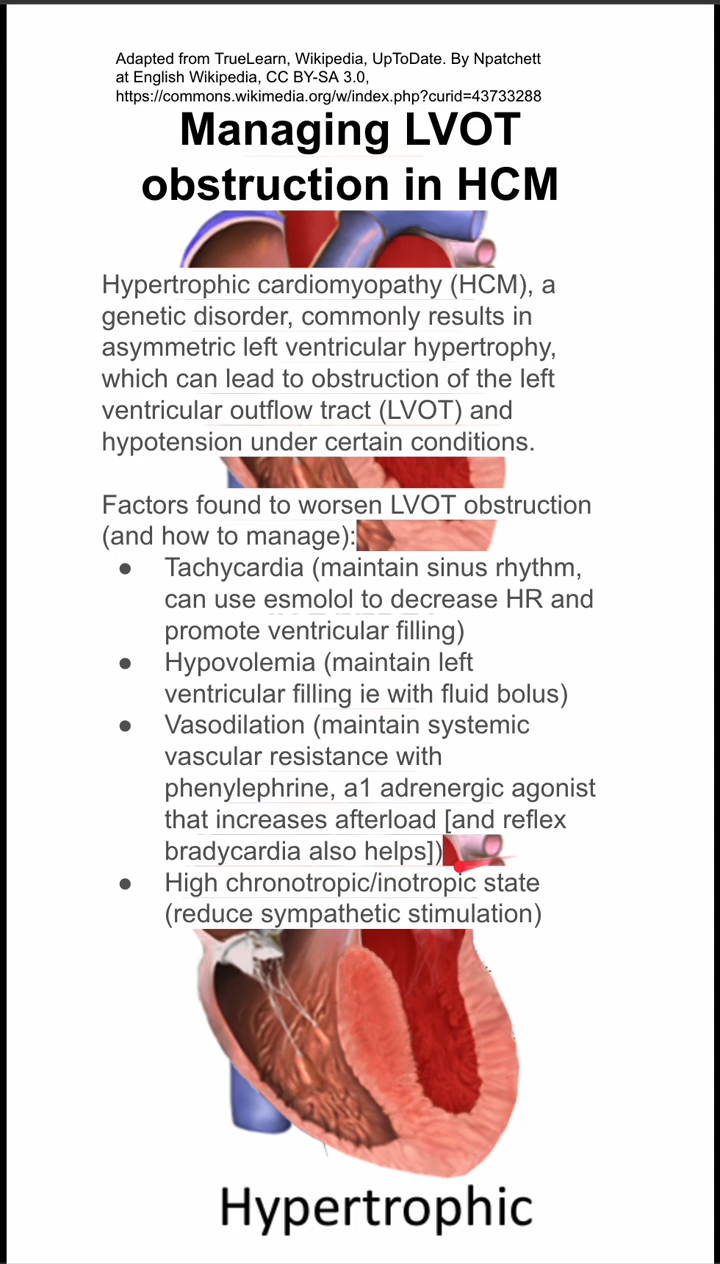 Adapted from TrueLearn, Wikipedia, UpToDate. By Npatchett
at English Wikipedia, CC BY-SA 3.0,
https://commons.wikimedia.org/w/index.php?curid=43733288
Managing LVOT
obstruction in HCM
Hypertrophic cardiomyopathy (HCM), a
genetic disorder, commonly results in
asymmetric left ventricular hypertrophy,
which can lead to obstruction of the left
ventricular outflow tract (LVOT) and
hypotension under certain conditions.
Factors found to worsen LVOT obstruction
(and how to manage):
● Tachycardia (maintain sinus rhythm,
can use esmolol to decrease HR and
promote ventricular filling)
● Hypovolemia (maintain left
ventricular filling ie with fluid bolus)
● Vasodilation (maintain systemic
vascular resistance with
phenylephrine, a1 adrenergic agonist
that increases afterload [and reflex
bradycardia also helps])
● High chronotropic/inotropic state
(reduce sympathetic stimulation)
Hypertrophic